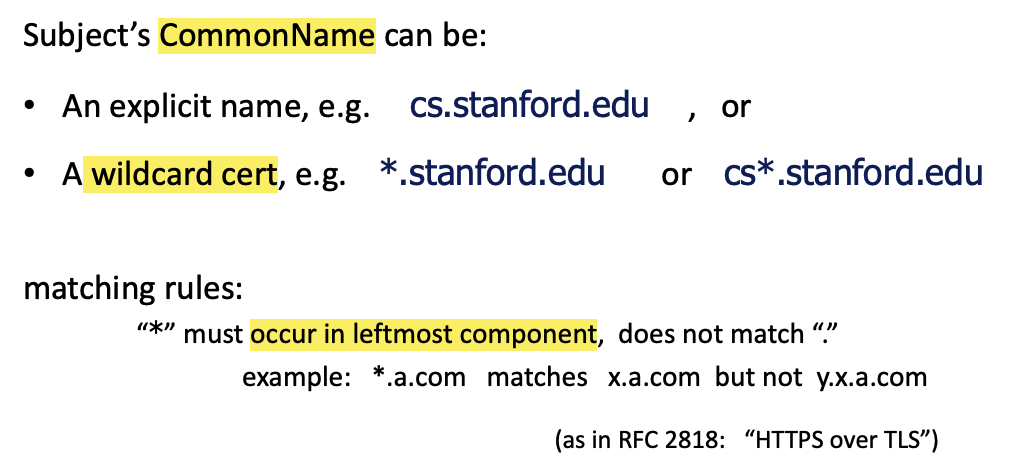 Subject’s CommonName can be:
• An explicit name, e.g. cs.stanford.edu , or
• A wildcard cert, e.g. *.stanford.edu or cs*.stanford.edu
matching rules:
“*” must occur in leftmost component, does not match “.”
example: *.a.com matches x.a.com but not y.x.a.com
(as in RFC 2818: “HTTPS over TLS”)